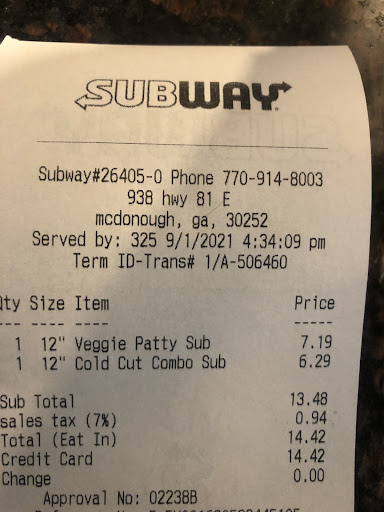 SUBWAY
Subway#26405-0 Phone 770-914-8003
938 hwy 81 E
mcdonough, ga, 30252
Served by: 325 9/1/2021 4:34:09 pm
Term ID-Trans# 1/A-506460
Qty Size Item Price
--- ---- ---- -----
1 12" Veggie Patty Sub 7.19
1 12" Cold Cut Combo Sub 6.29
Sub Total 13.48
sales tax (7%) 0.94
Total (Eat In) 14.42
Credit Card 14.42
Change 0.00
Approval No: 02238B